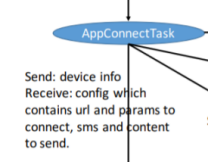 AppConnectTask
Send: device info
Receive: config which
contains url and params to
connect, sms and content
to send.